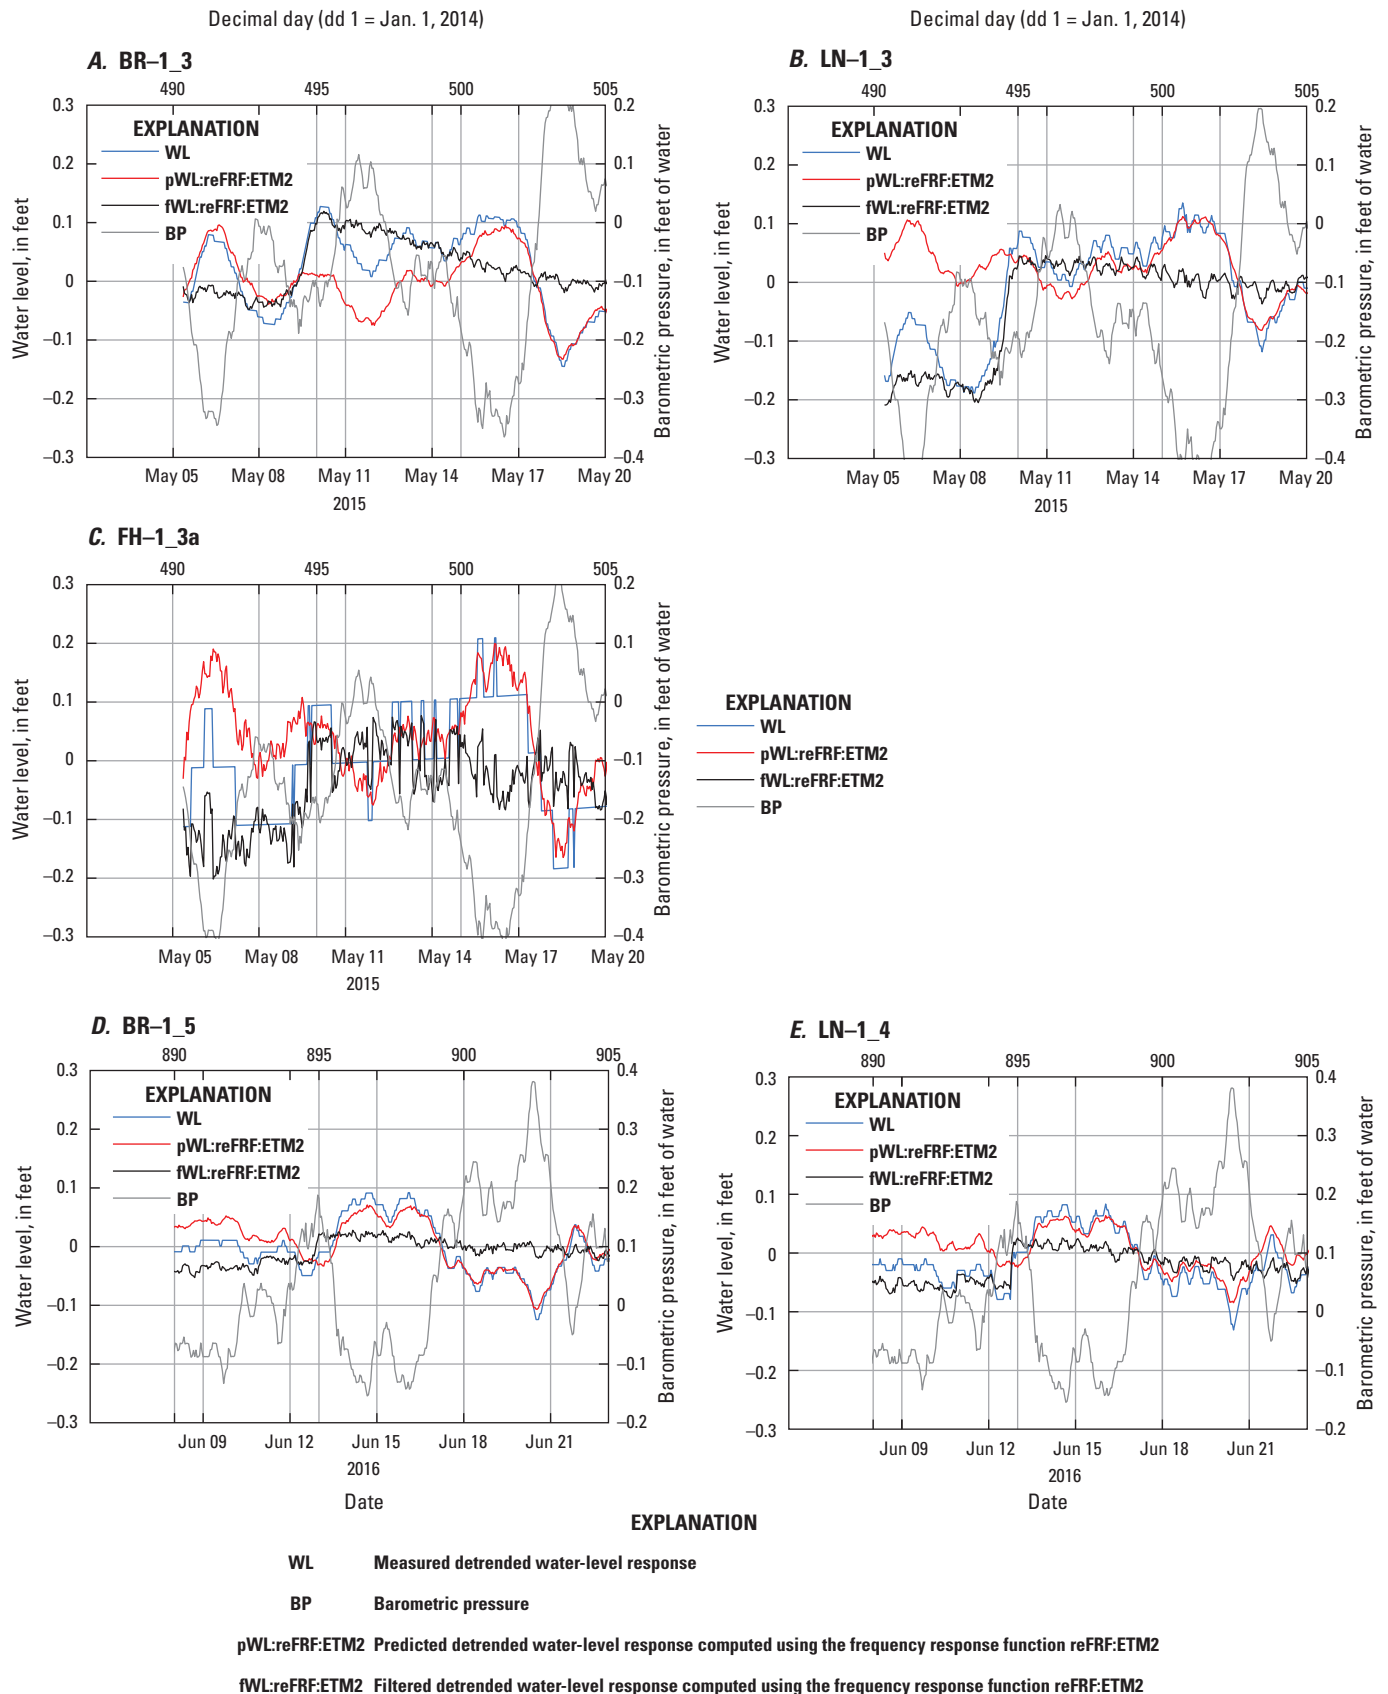 Decimal day (dd 1 = Jan. 1, 2014)
A. BR–1_3
490 495 500 505
0.3
0.2
0.1
0
–0.1
–0.2
–0.3
Water level, in feet
EXPLANATION
WL
pWL:reFRF:ETM2
fWL:reFRF:ETM2
BP
0.2
0.1
0
–0.1
–0.2
–0.3
–0.4
Barometric pressure, in feet of water
May 05 May 08 May 11 May 14 May 17 May 20
2015
Decimal day (dd 1 = Jan. 1, 2014)
B. LN–1_3
490 495 500 505
0.3
0.2
0.1
0
–0.1
–0.2
–0.3
Water level, in feet
EXPLANATION
WL
pWL:reFRF:ETM2
fWL:reFRF:ETM2
BP
0.2
0.1
0
–0.1
–0.2
–0.3
–0.4
Barometric pressure, in feet of water
May 05 May 08 May 11 May 14 May 17 May 20
2015
C. FH–1_3a
490 495 500 505
0.3
0.2
0.1
0
–0.1
–0.2
–0.3
Water level, in feet
0.2
0.1
0
–0.1
–0.2
–0.3
–0.4
Barometric pressure, in feet of water
May 05 May 08 May 11 May 14 May 17 May 20
2015
EXPLANATION
WL
pWL:reFRF:ETM2
fWL:reFRF:ETM2
BP
D. BR–1_5
890 895 900 905
0.3
0.2
0.1
0
–0.1
–0.2
–0.3
Water level, in feet
EXPLANATION
WL
pWL:reFRF:ETM2
fWL:reFRF:ETM2
BP
0.4
0.3
0.2
0.1
0
–0.1
–0.2
Barometric pressure, in feet of water
Jun 09 Jun 12 Jun 15 Jun 18 Jun 21
2016
Date
E. LN–1_4
890 895 900 905
0.3
0.2
0.1
0
–0.1
–0.2
–0.3
Water level, in feet
EXPLANATION
WL
pWL:reFRF:ETM2
fWL:reFRF:ETM2
BP
0.4
0.3
0.2
0.1
0
–0.1
–0.2
Barometric pressure, in feet of water
Jun 09 Jun 12 Jun 15 Jun 18 Jun 21
2016
Date
EXPLANATION
WL Measured detrended water-level response
BP Barometric pressure
pWL:reFRF:ETM2 Predicted detrended water-level response computed using the frequency response function reFRF:ETM2
fWL:reFRF:ETM2 Filtered detrended water-level response computed using the frequency response function reFRF:ETM2